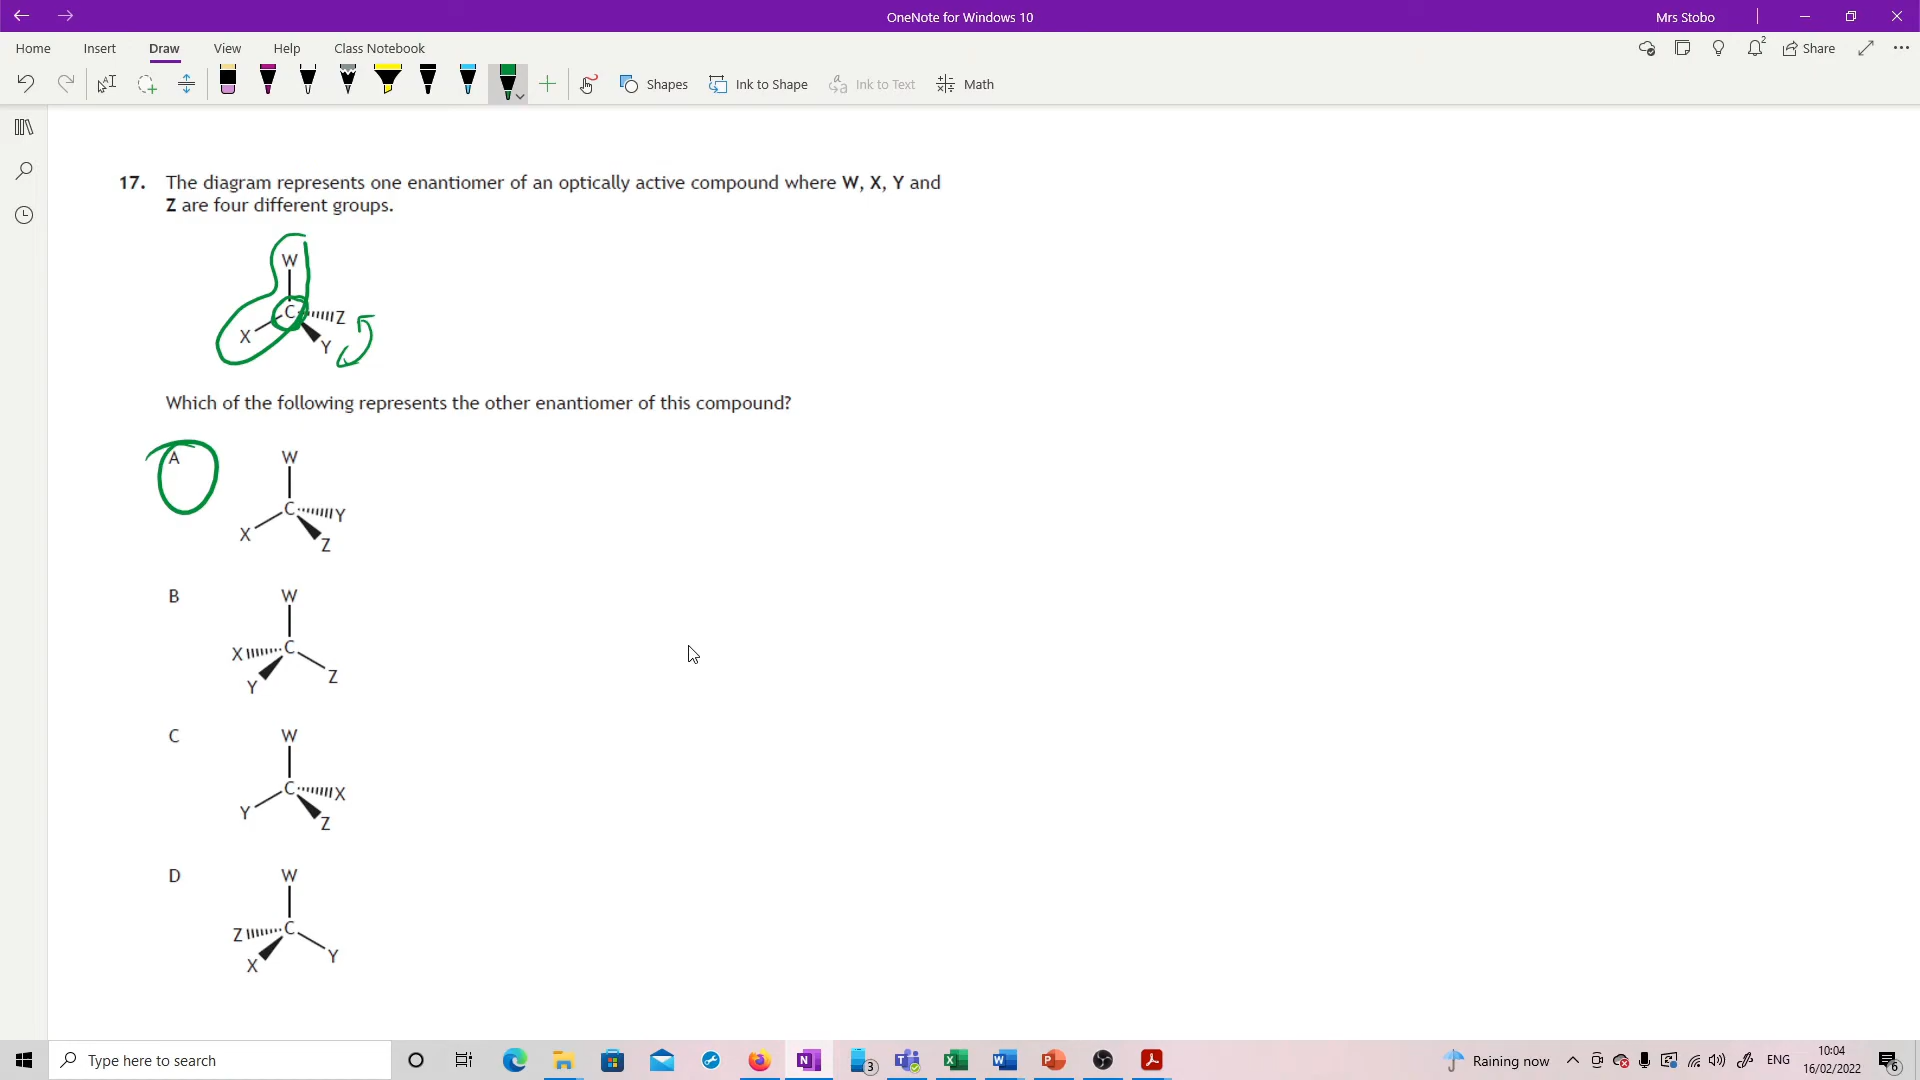 OneNote for Windows 10
Mrs Stobo
Home Insert Draw View Help Class Notebook
2
Share
Shapes
Ink to Shape
Ink to Text
Math
17. The diagram represents one enantiomer of an optically active compound where W, X, Y and
Z are four different groups.
W
C Z
X Y
Which of the following represents the other enantiomer of this compound?
A W
C Y
X Z
B W
X C
Y Z
C W
C X
Y Z
D W
Z C
X Y
Type here to search
3
Raining now
ENG
10:04
16/02/2022
6